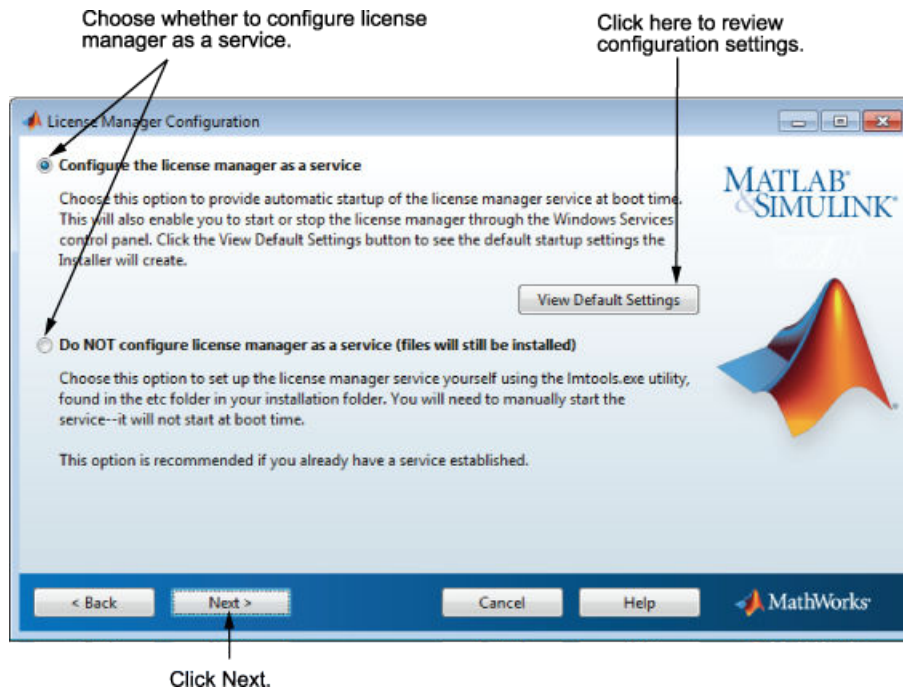 Choose whether to configure license
manager as a service.
Click here to review
configuration settings.
License Manager Configuration
Configure the license manager as a service
Choose this option to provide automatic startup of the license manager service at boot time.
This will also enable you to start or stop the license manager through the Windows Services
control panel. Click the View Default Settings button to see the default startup settings the
Installer will create.
View Default Settings
MATLAB®
&SIMULINK®
Do NOT configure license manager as a service (files will still be installed)
Choose this option to set up the license manager service yourself using the lmtools.exe utility,
found in the etc folder in your installation folder. You will need to manually start the
service--it will not start at boot time.
This option is recommended if you already have a service established.
< Back
Next >
Cancel
Help
MathWorks®
Click Next.